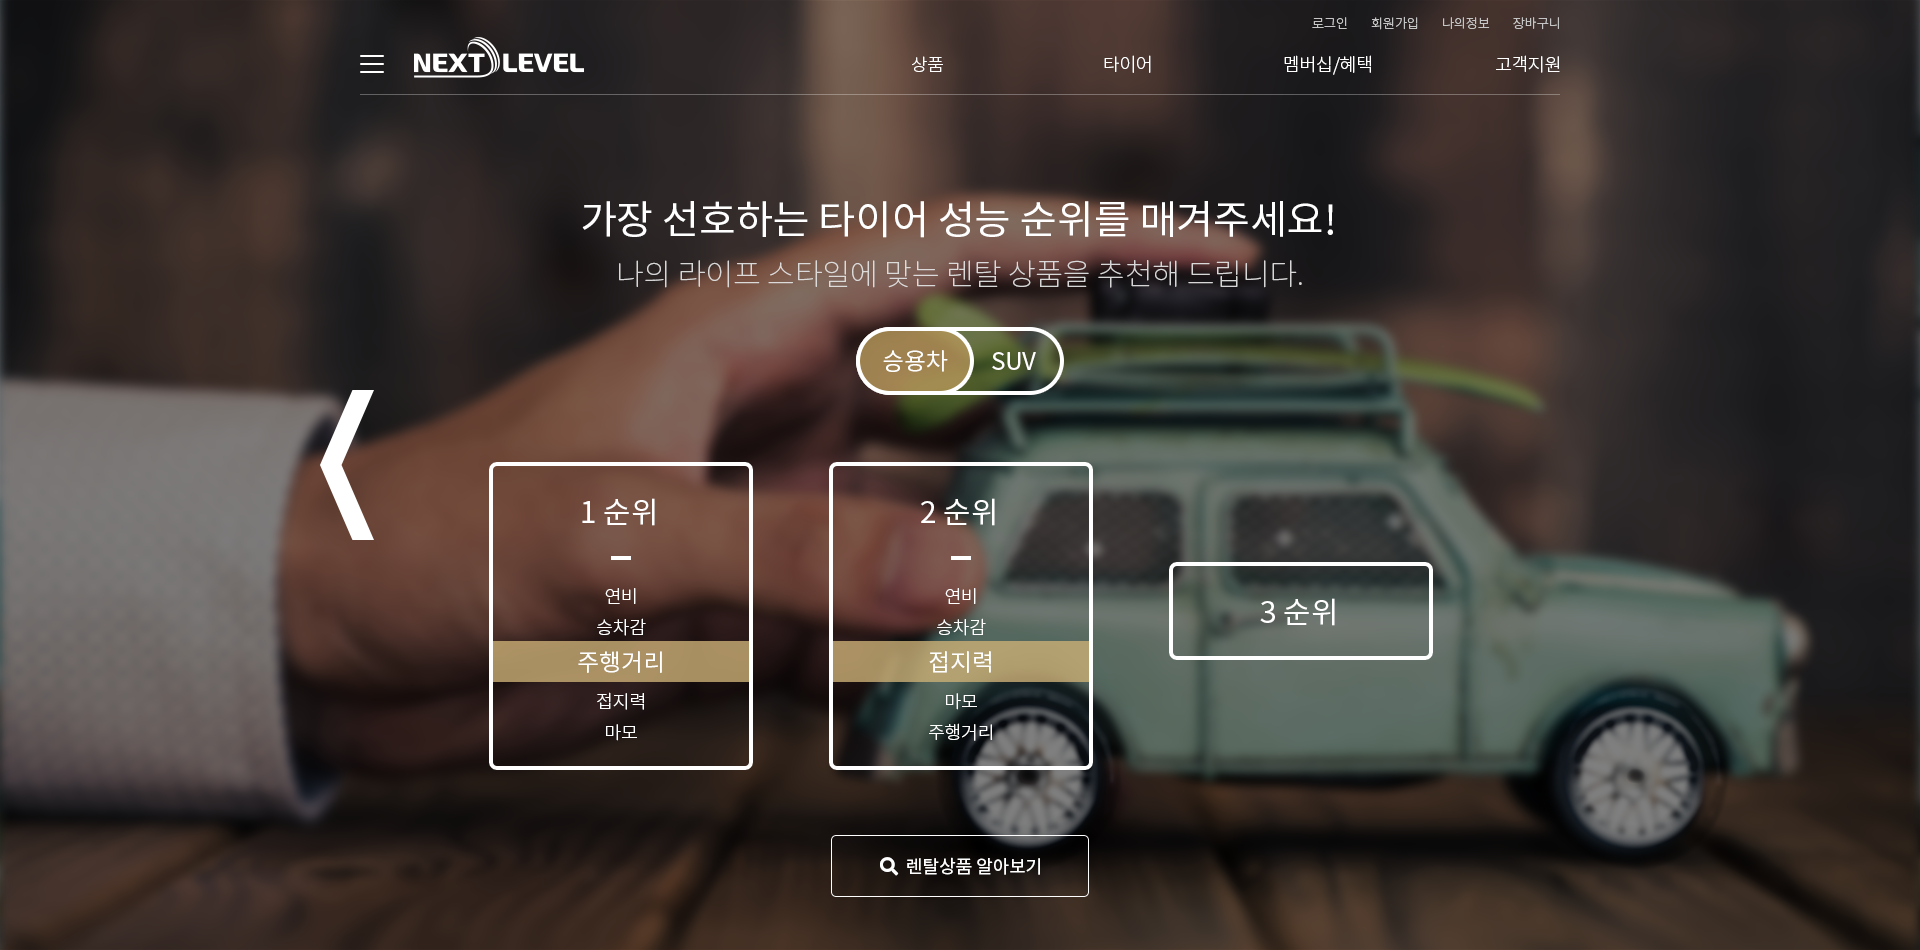 로그인 회원가입 나의정보 장바구니
NEXT LEVEL 상품 타이어 멤버십/혜택 고객지원
가장 선호하는 타이어 성능 순위를 매겨주세요!
나의 라이프 스타일에 맞는 렌탈 상품을 추천해 드립니다.
승용차 SUV
1 순위
연비
승차감
주행거리
접지력
마모
2 순위
연비
승차감
접지력
마모
주행거리
3 순위
렌탈상품 알아보기